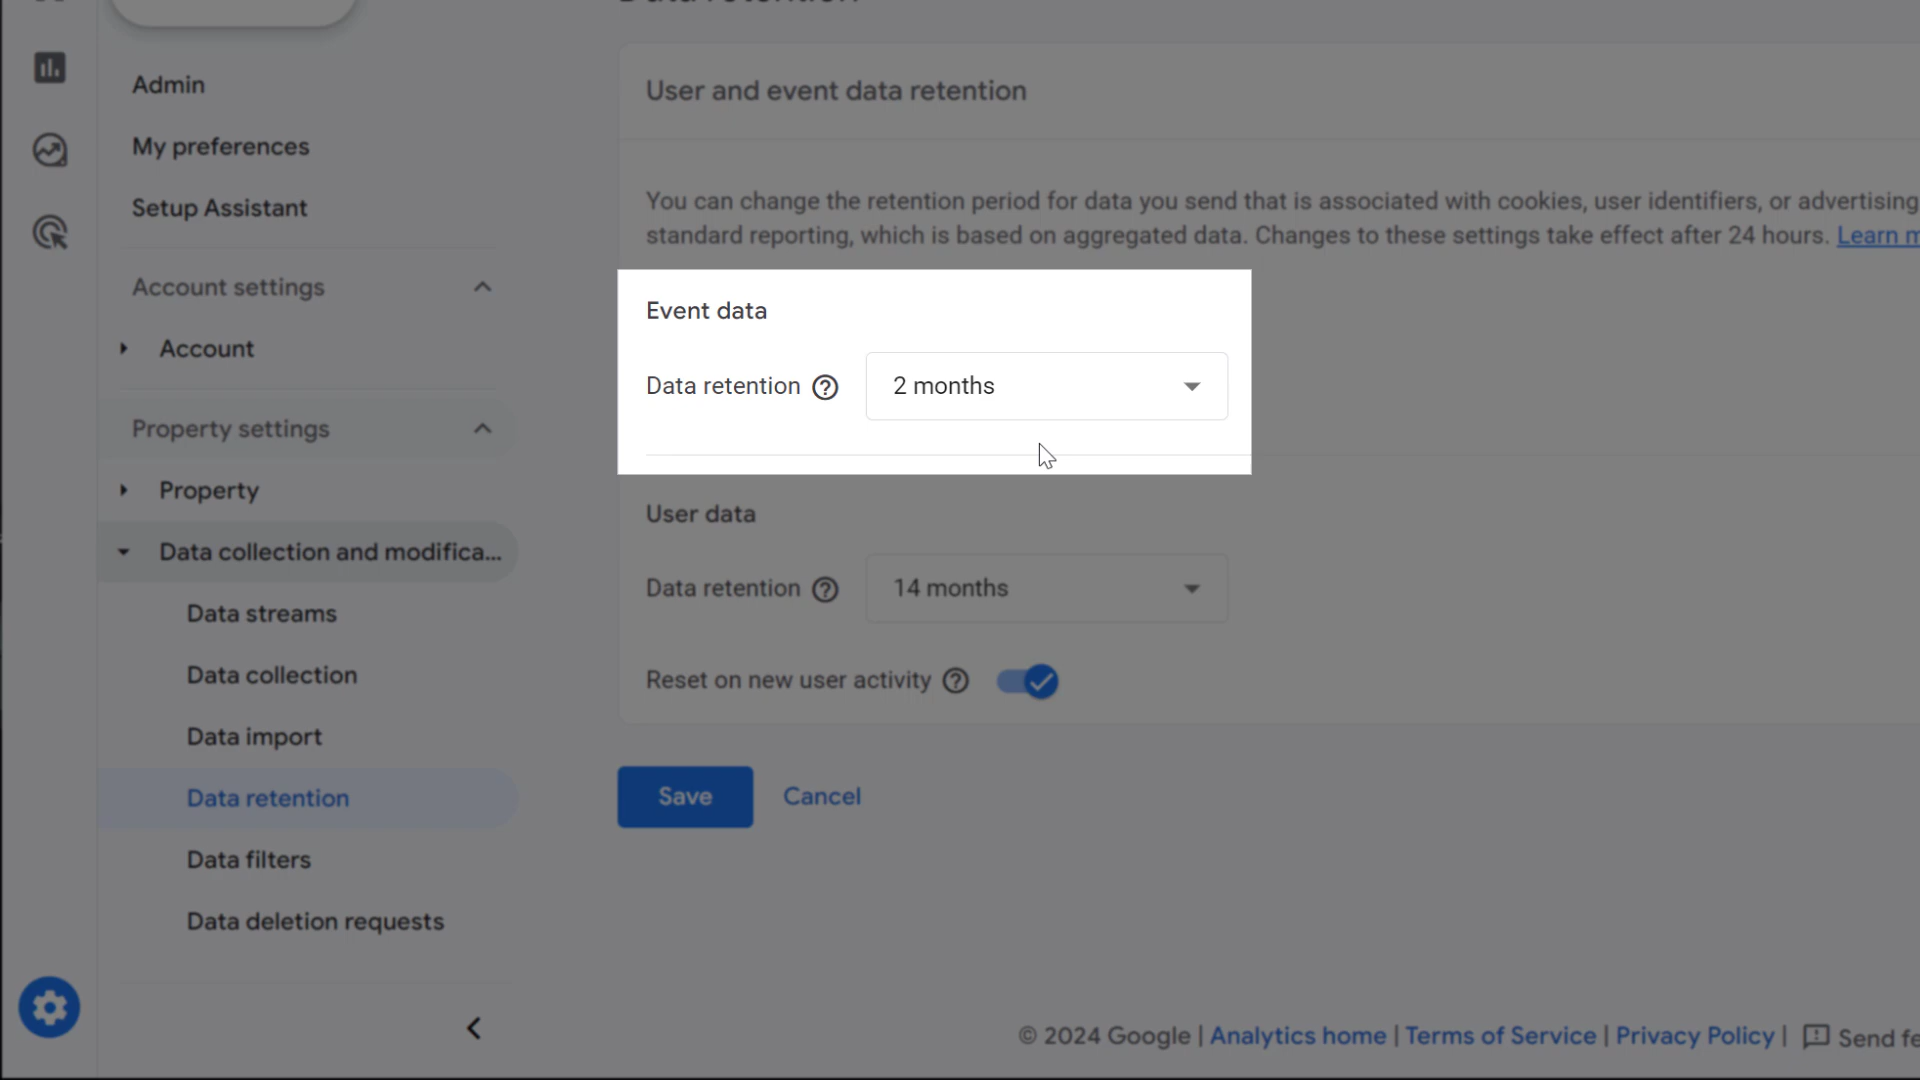 Data retention
Admin
My preferences
Setup Assistant
Account settings
Account
Property settings
Property
Data collection and modifica...
Data streams
Data collection
Data import
Data retention
Data filters
Data deletion requests
User and event data retention
You can change the retention period for data you send that is associated with cookies, user identifiers, or advertising
standard reporting, which is based on aggregated data. Changes to these settings take effect after 24 hours. Learn m
Event data
Data retention 2 months
User data
Data retention 14 months
Reset on new user activity
Save Cancel
© 2024 Google | Analytics home | Terms of Service | Privacy Policy | Send fe